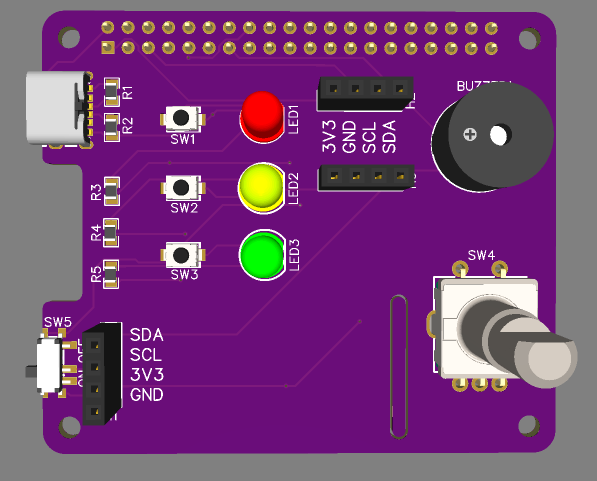 R1
R2
SW1
LED1
3V3
GND
SCL
SDA
R3
SW2
LED2
R4
R5
SW3
LED3
SW4
SW5
SDA
SCL
3V3
GND